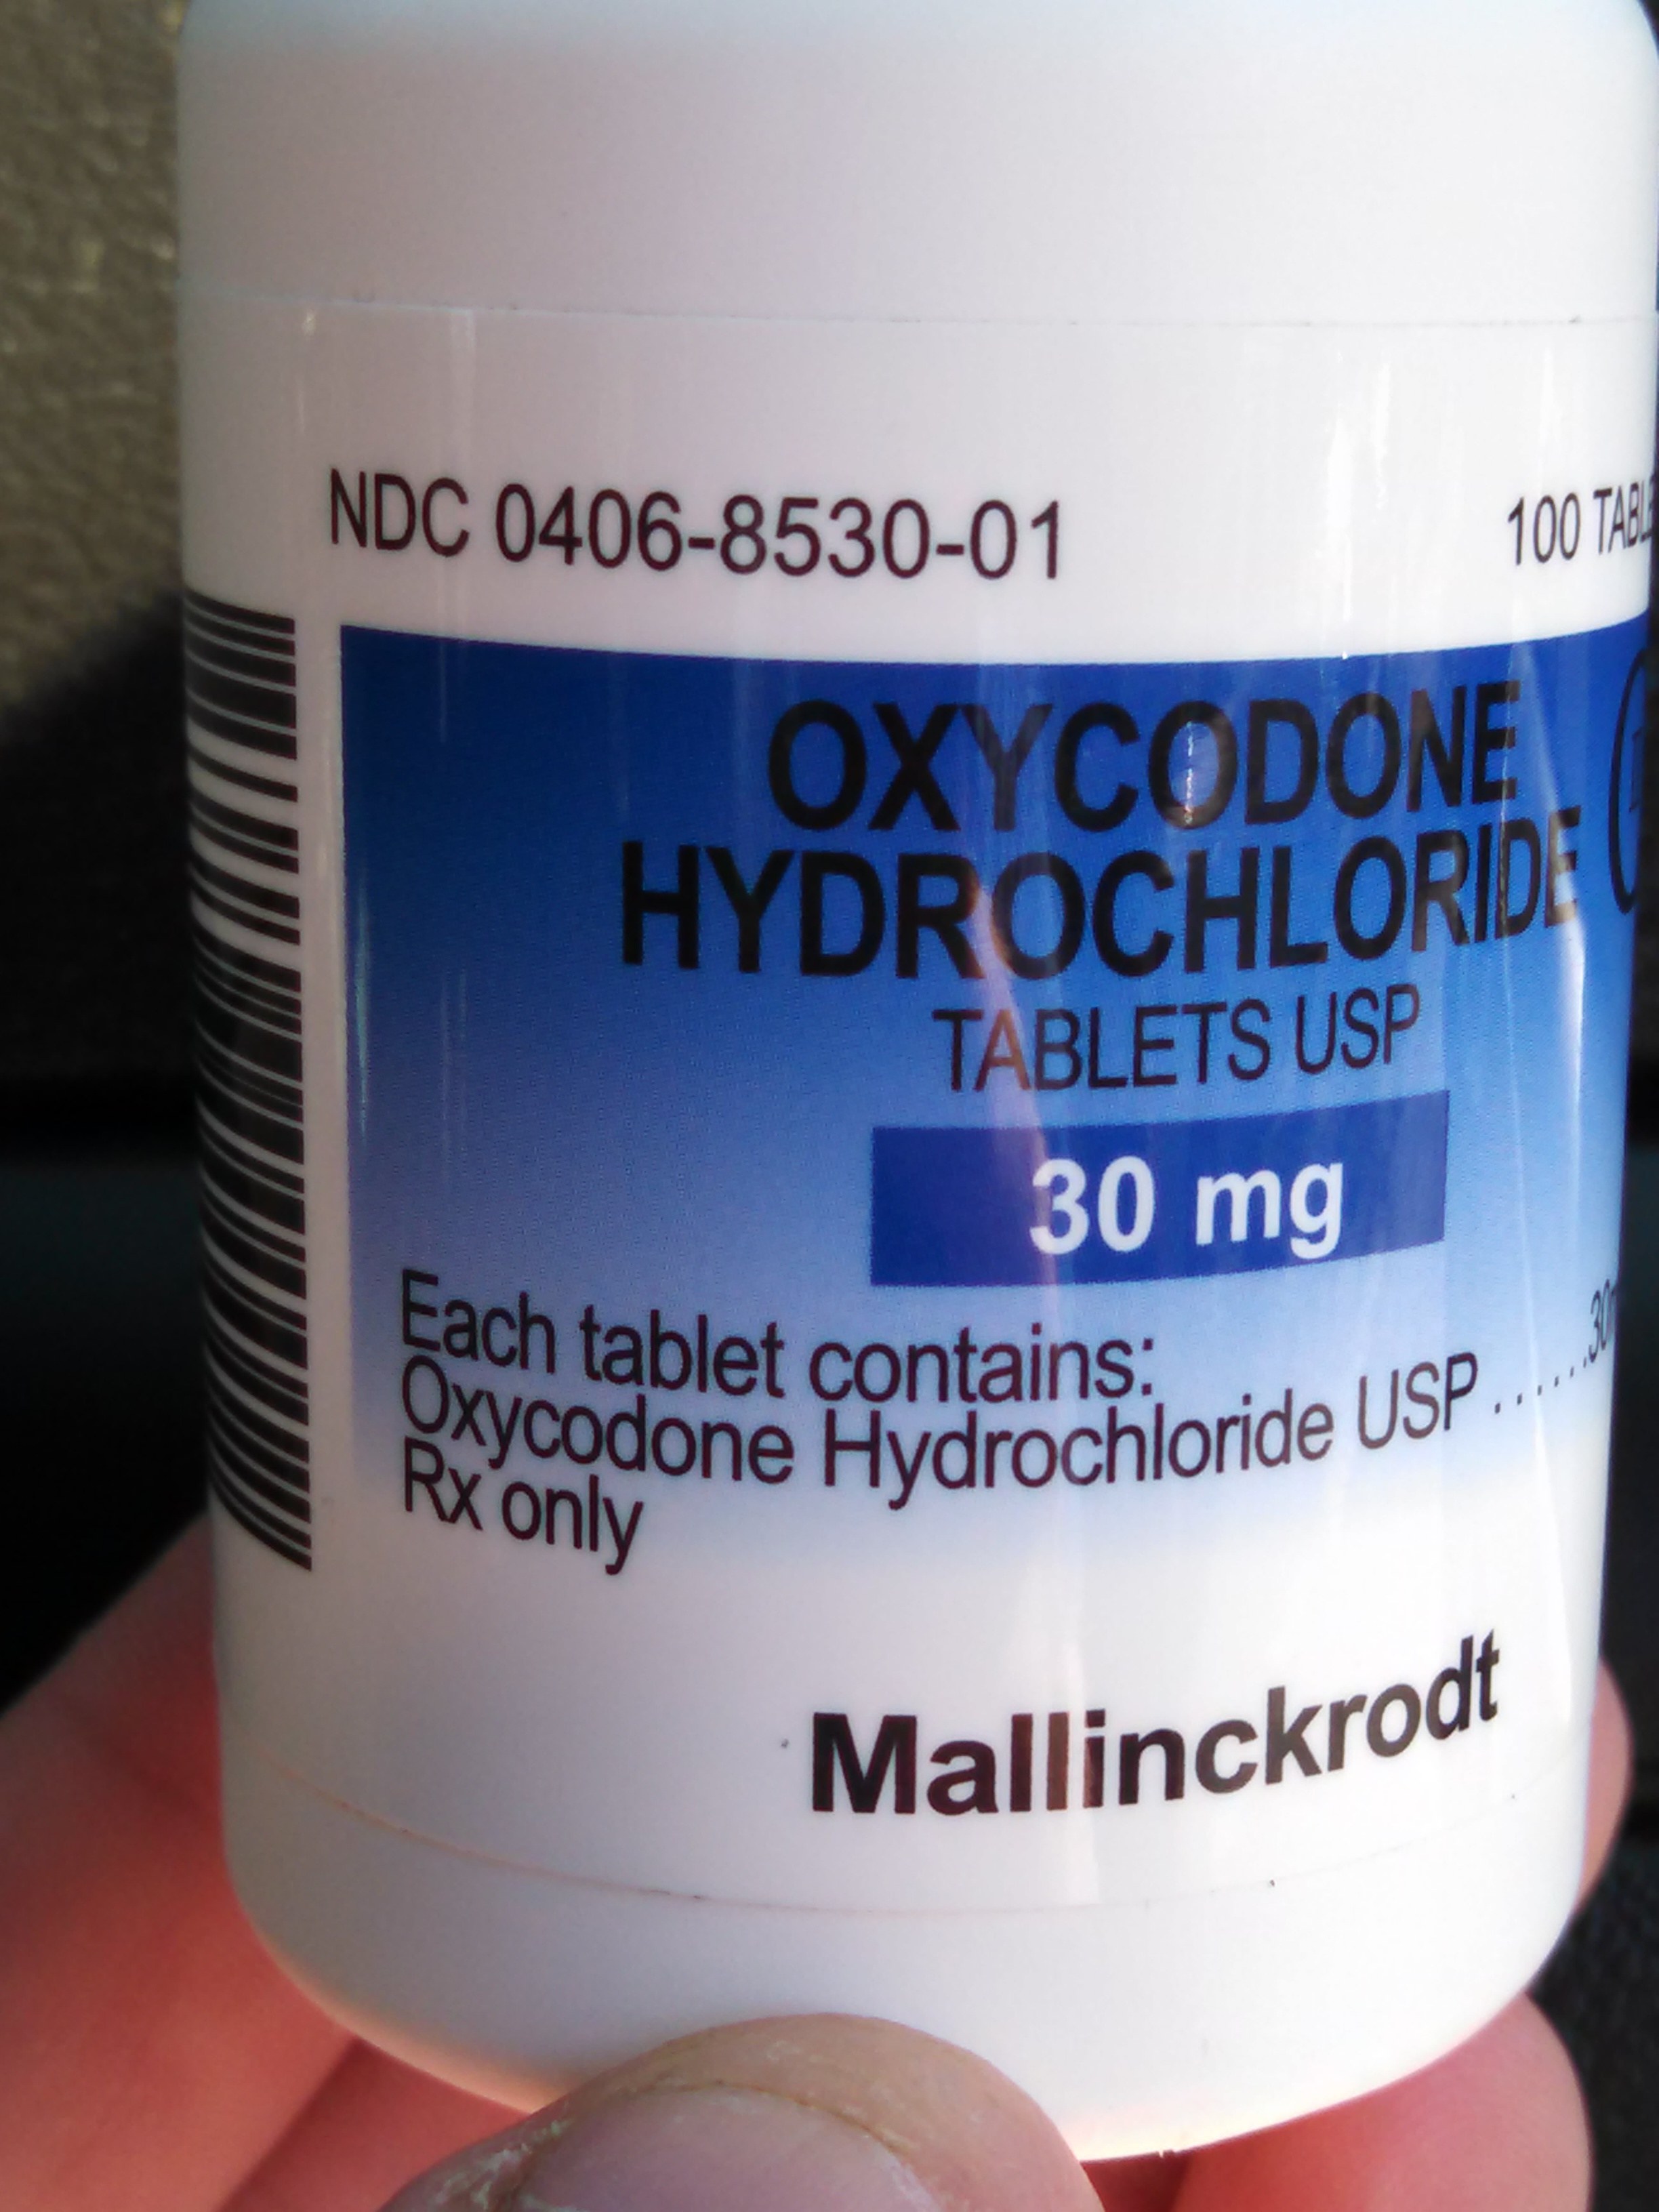 NDC 0406-8530-01
100
OXYCODONE
HYDROCHLORIDE
TABLETS USP
30 mg
Each tablet contains:
Oxycodone Hydrochloride USP ......
Rx only
Mallinckrodt